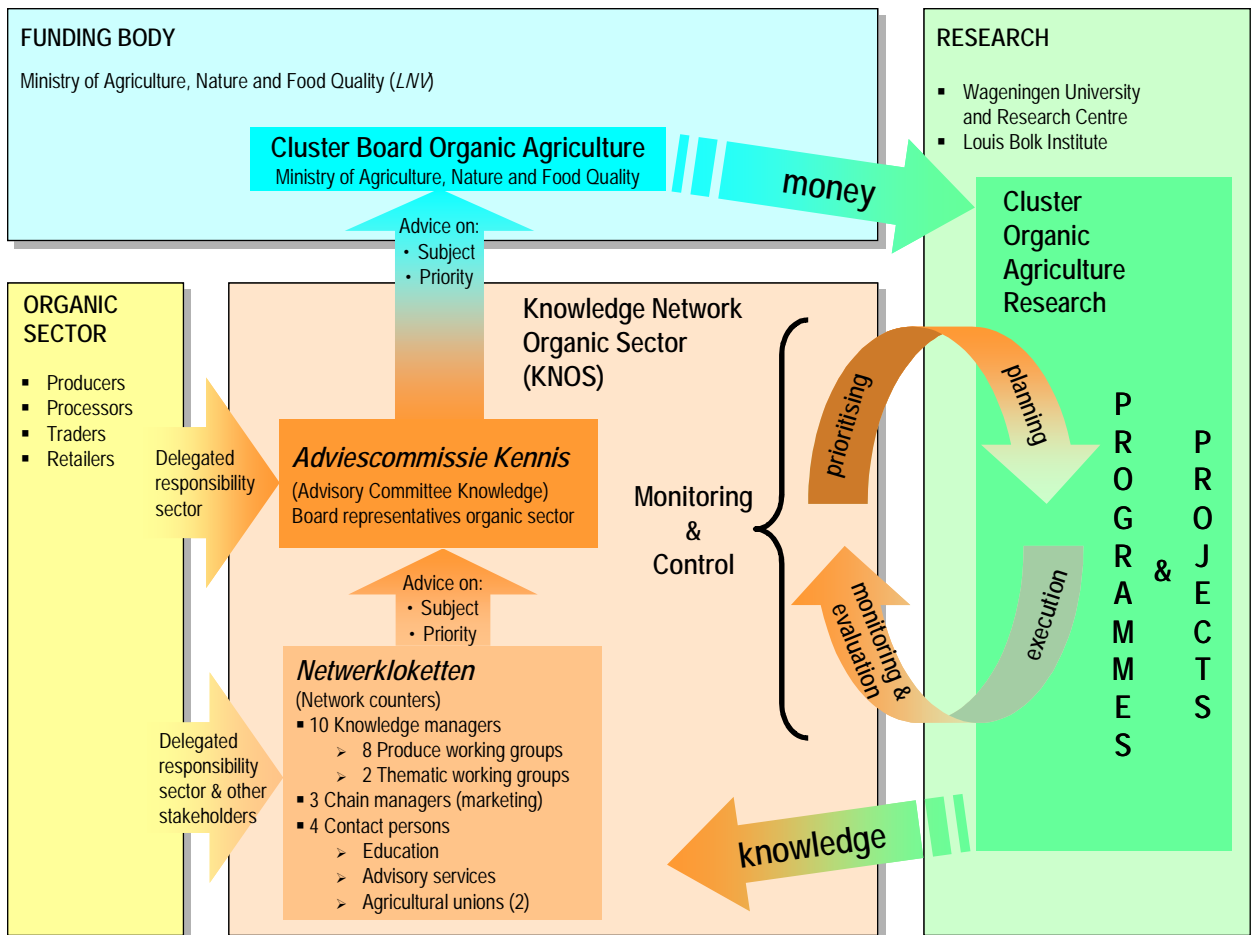 FUNDING BODY
Ministry of Agriculture, Nature and Food Quality (LNV)
Cluster Board Organic Agriculture
Ministry of Agriculture, Nature and Food Quality
money
Advice on:
• Subject
• Priority
RESEARCH
▪ Wageningen University
and Research Centre
▪ Louis Bolk Institute
Cluster
Organic
Agriculture
Research
PROGRAMMES
&
PROJECTS
ORGANIC
SECTOR
▪ Producers
▪ Processors
▪ Traders
▪ Retailers
Delegated
responsibility
sector
Delegated
responsibility
sector & other
stakeholders
Knowledge Network
Organic Sector
(KNOS)
Adviescommissie Kennis
(Advisory Committee Knowledge)
Board representatives organic sector
Advice on:
• Subject
• Priority
Netwerkloketten
(Network counters)
▪ 10 Knowledge managers
➢ 8 Produce working groups
➢ 2 Thematic working groups
▪ 3 Chain managers (marketing)
▪ 4 Contact persons
➢ Education
➢ Advisory services
➢ Agricultural unions (2)
Monitoring
&
Control
prioritising
planning
execution
monitoring &
evaluation
knowledge